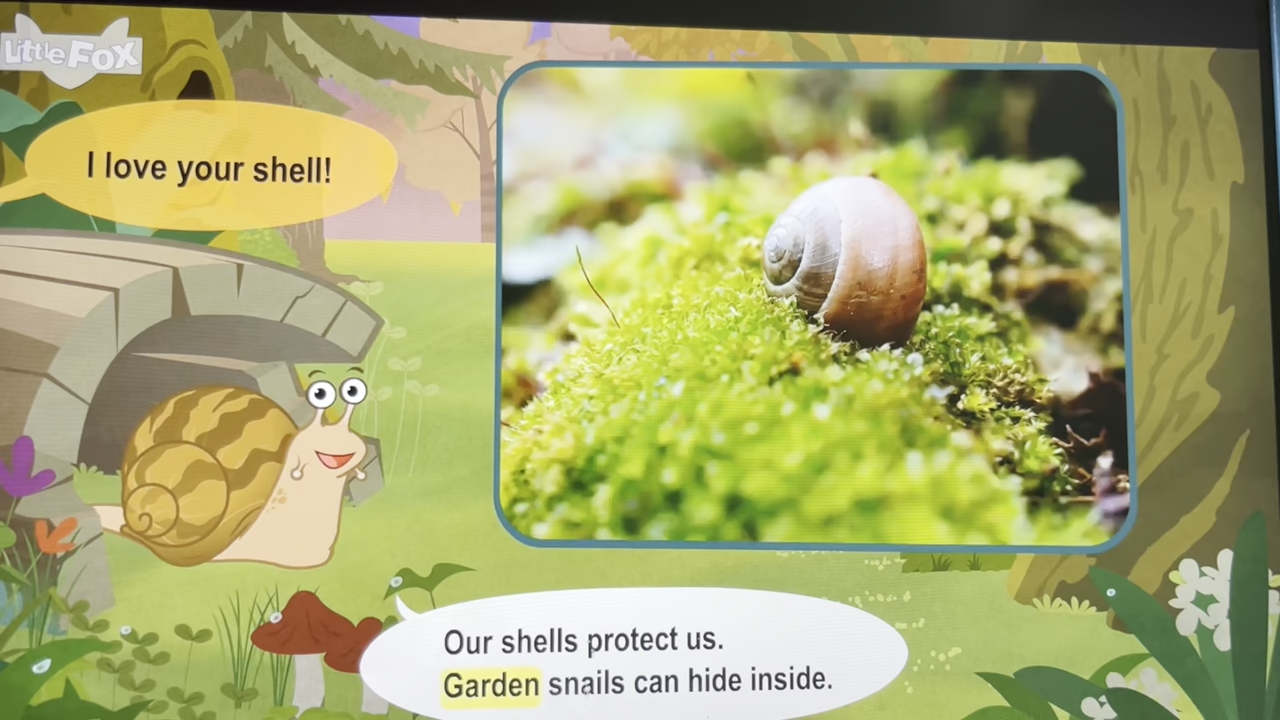 Little Fox
I love your shell!
Our shells protect us.
Garden snails can hide inside.